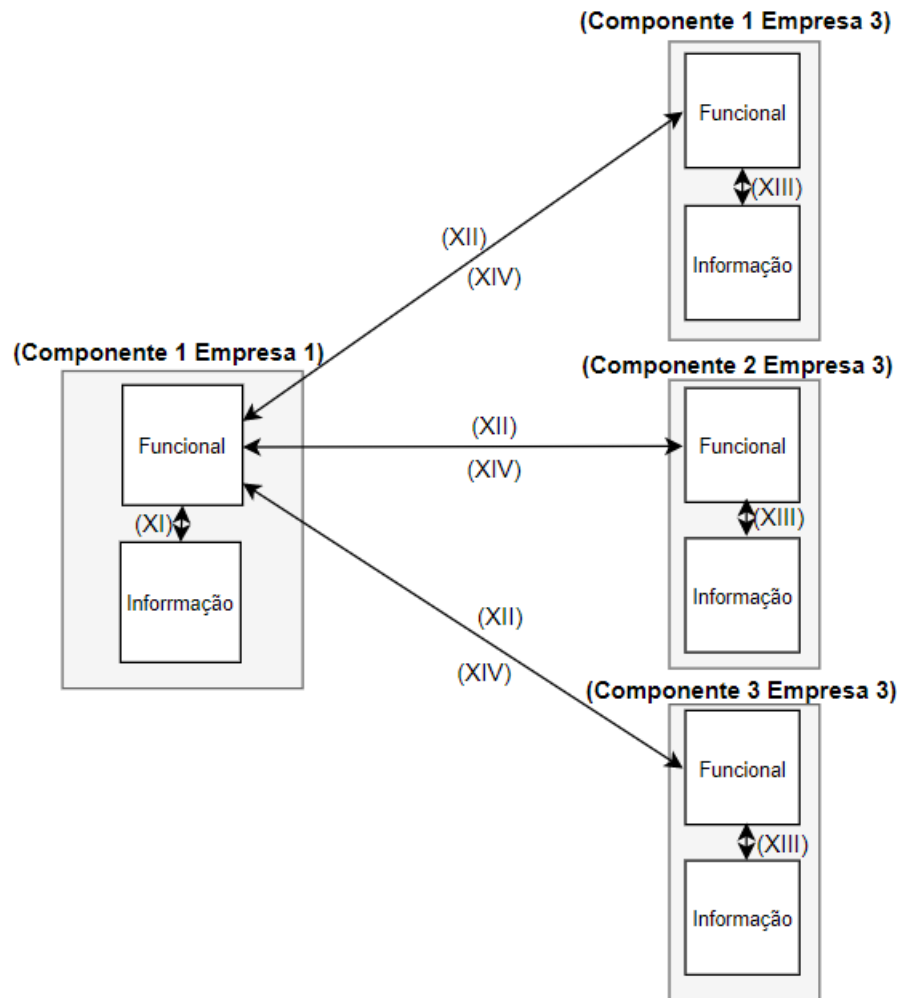 (Componente 1 Empresa 3)
Funcional
(XIII)
Informação
(XII)
(XIV)
(Componente 1 Empresa 1)
Funcional
(XI)
Inforrmação
(Componente 2 Empresa 3)
(XII)
(XIV)
Funcional
(XIII)
Informação
(XII)
(XIV)
(Componente 3 Empresa 3)
Funcional
(XIII)
Informação